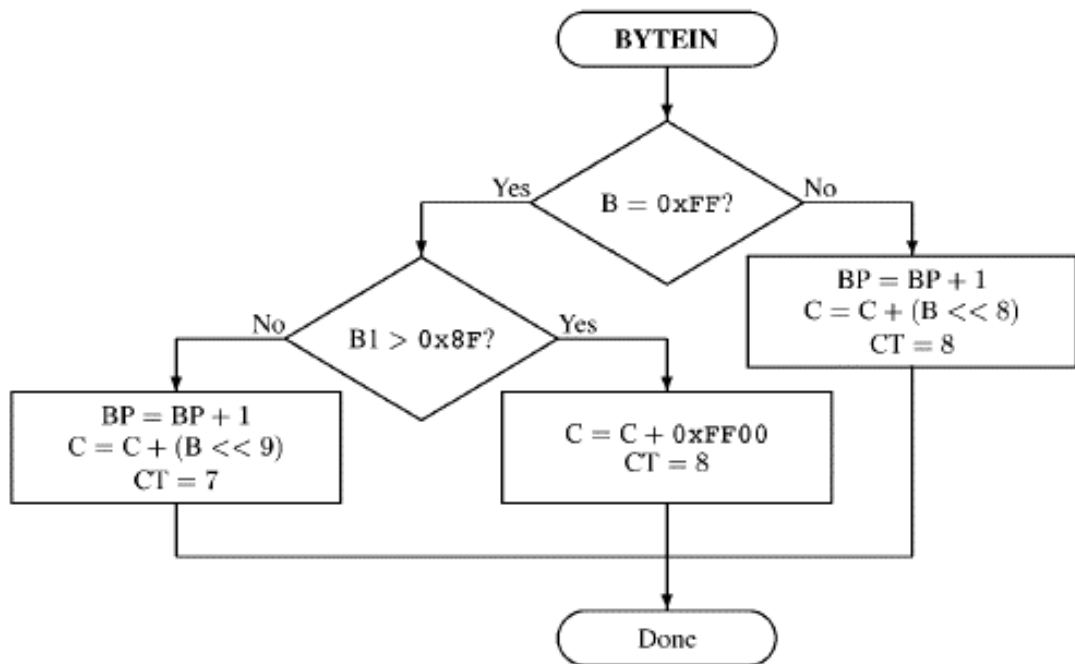 BYTEIN
B = 0xFF?
Yes
No
B1 > 0x8F?
No
Yes
BP = BP + 1
C = C + (B << 8)
CT = 8
BP = BP + 1
C = C + (B << 9)
CT = 7
C = C + 0xFF00
CT = 8
Done